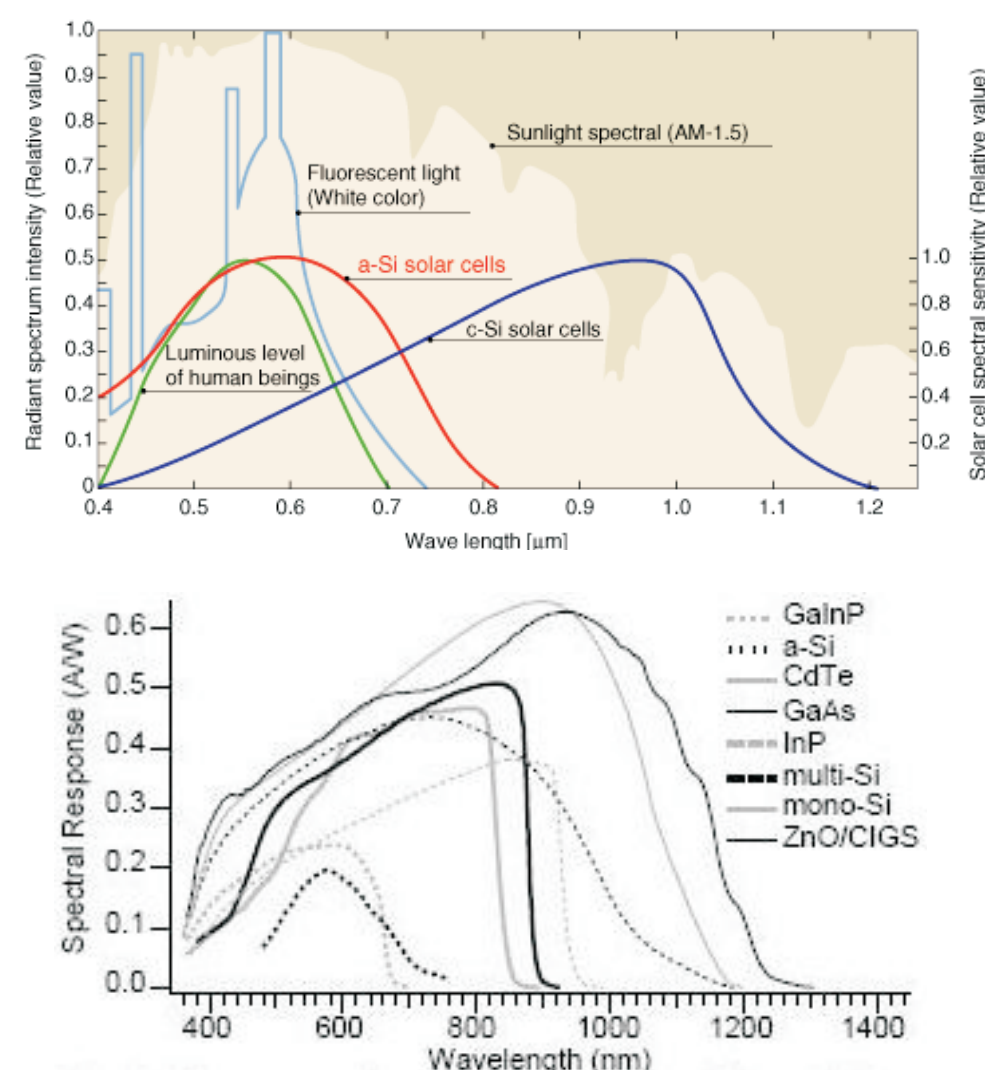 Radiant spectrum intensity (Relative value)
1.0
0.9
0.8
0.7
0.6
0.5
0.4
0.3
0.2
0.1
0
Sunlight spectral (AM-1.5)
Fluorescent light
(White color)
a-Si solar cells
c-Si solar cells
Luminous level
of human beings
1.0
0.8
0.6
0.4
0.2
Solar cell spectral sensitivity (Relative value)
0.4 0.5 0.6 0.7 0.8 0.9 1.0 1.1 1.2
Wave length [μm]
Spectral Response (A/W)
0.6
0.5
0.4
0.3
0.2
0.1
0.0
GaInP
a-Si
CdTe
GaAs
InP
multi-Si
mono-Si
ZnO/CIGS
400 600 800 1000 1200 1400
Wavelength (nm)